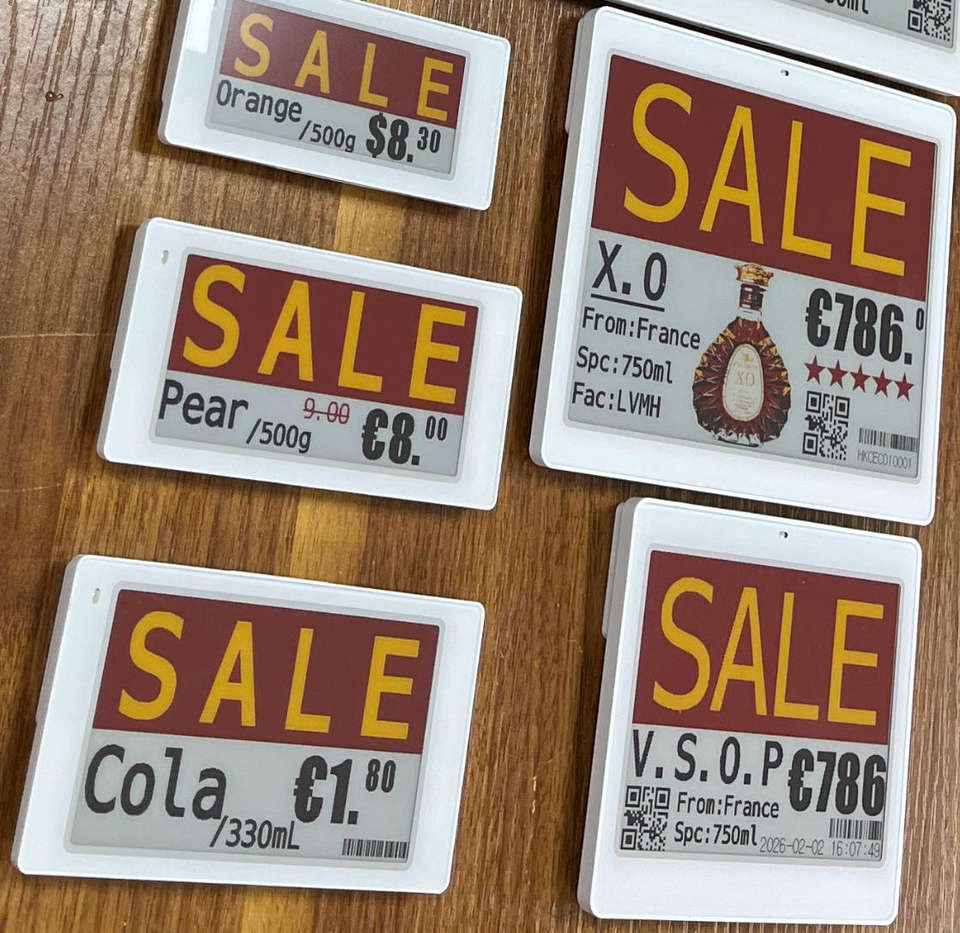 SALE
Orange
/500g $8.30
SALE
Pear /500g 9.00 €8.00
SALE
Cola /330mL €1.80
SALE
X.O
From:France
Spc:750ml
Fac:LVMH
XO
€786.0
★★★★★
HKCEC010001
SALE
V.S.O.P €786
From:France
Spc:750ml
2026-02-02 16:07:49